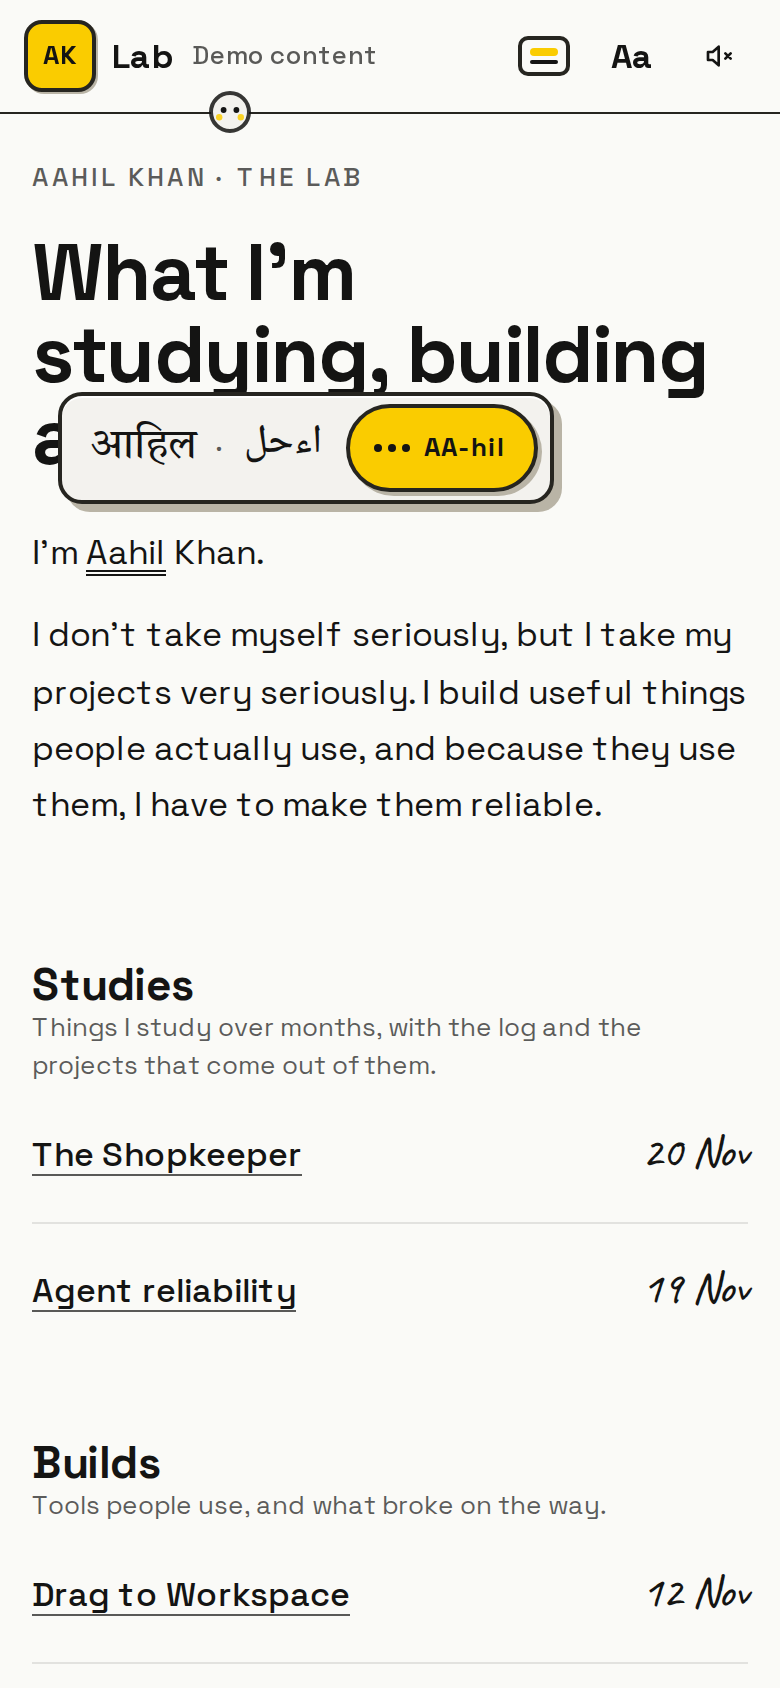 AK Lab Demo content Aa
AAHIL KHAN · THE LAB
What I'm
studying, building
आहिल · اءحل AA-hil
I'm Aahil Khan.
I don't take myself seriously, but I take my
projects very seriously. I build useful things
people actually use, and because they use
them, I have to make them reliable.
Studies
Things I study over months, with the log and the
projects that come out of them.
The Shopkeeper 20 Nov
Agent reliability 19 Nov
Builds
Tools people use, and what broke on the way.
Drag to Workspace 12 Nov